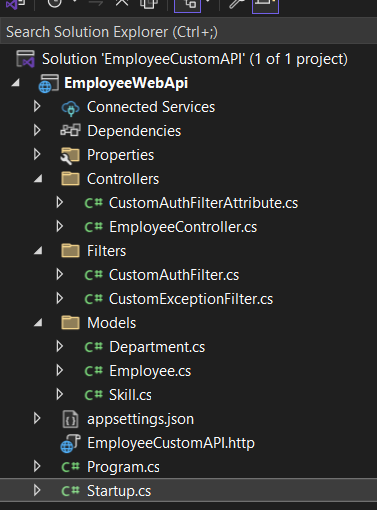 Search Solution Explorer (Ctrl+;)
Solution 'EmployeeCustomAPI' (1 of 1 project)
EmployeeWebApi
Connected Services
Dependencies
Properties
Controllers
C# CustomAuthFilterAttribute.cs
C# EmployeeController.cs
Filters
C# CustomAuthFilter.cs
C# CustomExceptionFilter.cs
Models
C# Department.cs
C# Employee.cs
C# Skill.cs
appsettings.json
EmployeeCustomAPI.http
C# Program.cs
C# Startup.cs